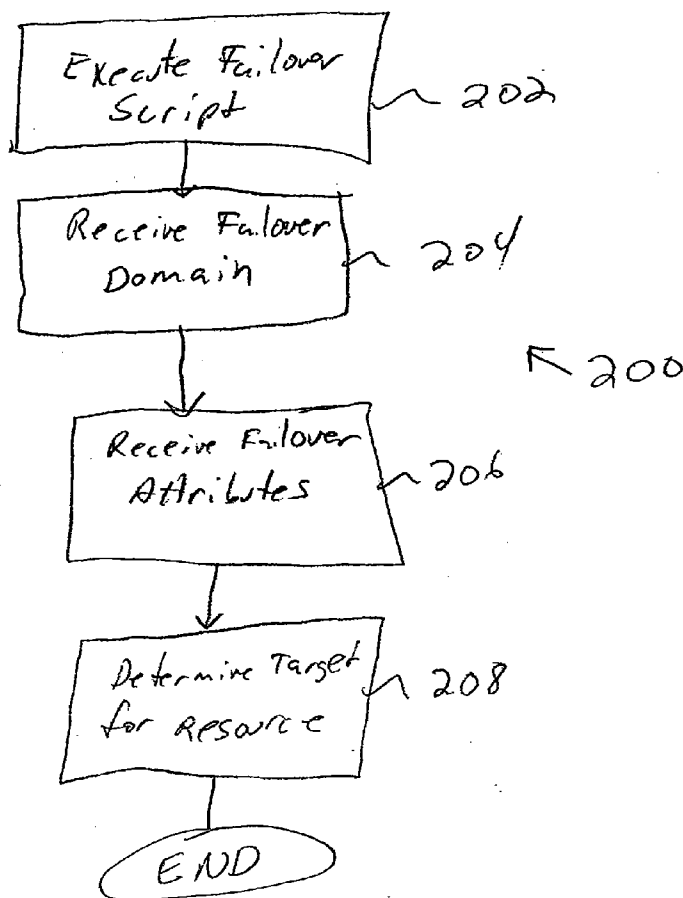 Execute Failover
Script
202
Receive Failover
Domain
204
200
Receive Failover
Attributes
206
Determine Target
for Resource
208
END